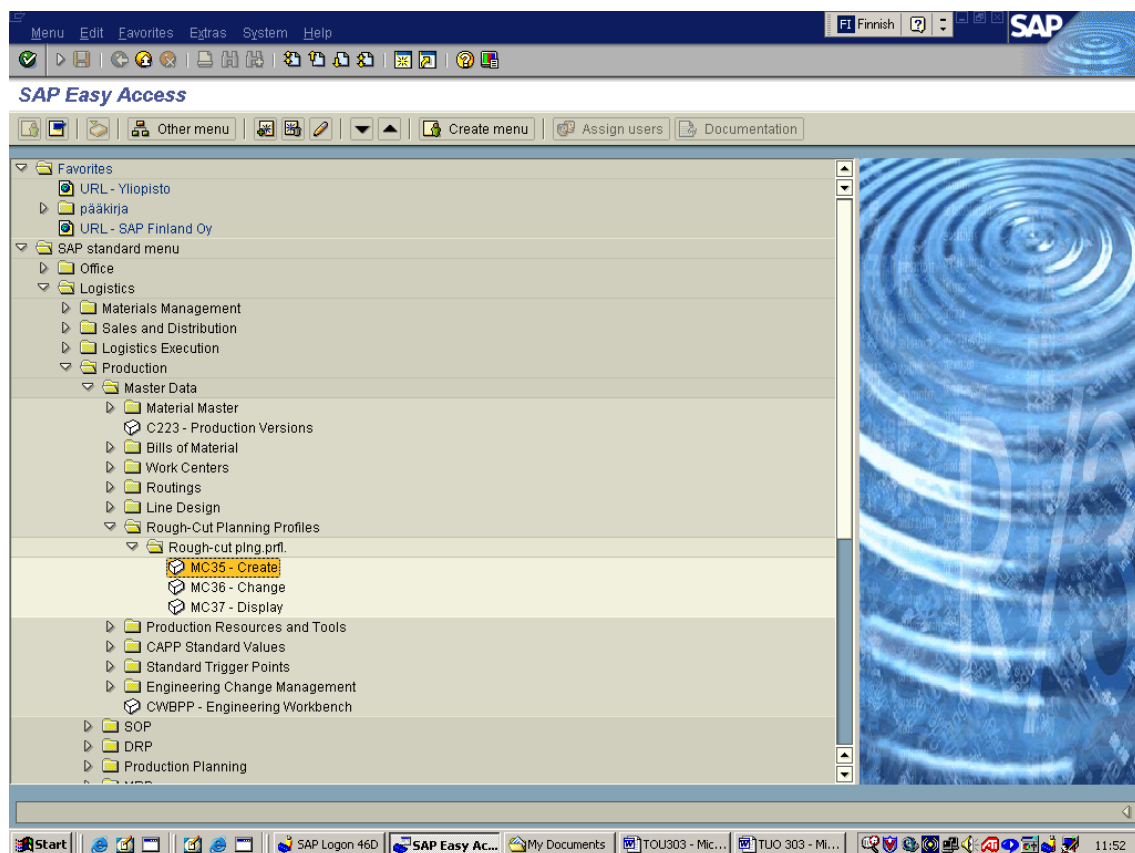 Menu Edit Favorites Extras System Help
FI Finnish
SAP
SAP Easy Access
Other menu
Create menu
Assign users
Documentation
Favorites
URL - Yliopisto
pääkirja
URL - SAP Finland Oy
SAP standard menu
Office
Logistics
Materials Management
Sales and Distribution
Logistics Execution
Production
Master Data
Material Master
C223 - Production Versions
Bills of Material
Work Centers
Routings
Line Design
Rough-Cut Planning Profiles
Rough-cut plng.prfl.
MC35 - Create
MC36 - Change
MC37 - Display
Production Resources and Tools
CAPP Standard Values
Standard Trigger Points
Engineering Change Management
CWBPP - Engineering Workbench
SOP
DRP
Production Planning
R/3
Start SAP Logon 46D SAP Easy Ac... My Documents TOU303 - Mic... TUO 303 - Mi... 11:52